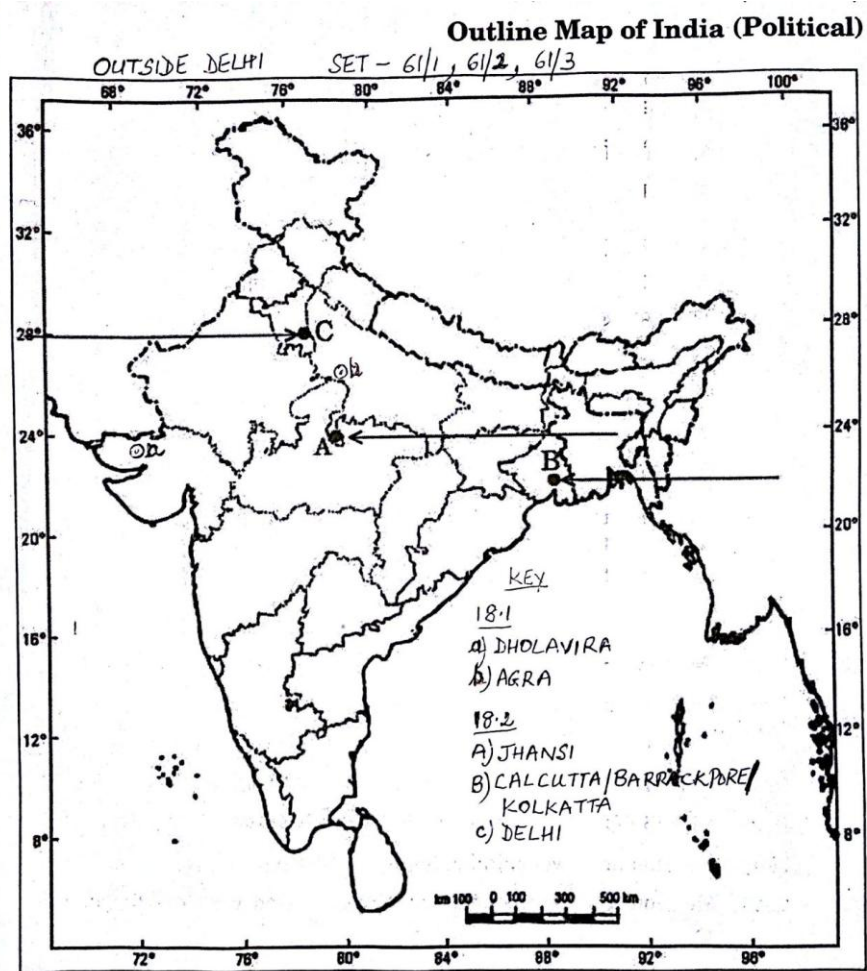 Outline Map of India (Political)
OUTSIDE DELHI SET - 61/1, 61/2, 61/3
68° 72° 76° 80° 84° 88° 92° 96° 100°
36° 36°
32° 32°
28° C 28°
b
24° A 24°
a
B
20° 20°
KEY
18.1
16° 16°
a) DHOLAVIRA
b) AGRA
18.2
12° 12°
A) JHANSI
B) CALCUTTA/BARRACKPORE/
KOLKATTA
8° C) DELHI 8°
km 100 0 100 300 500 km
72° 76° 80° 84° 88° 92° 96°